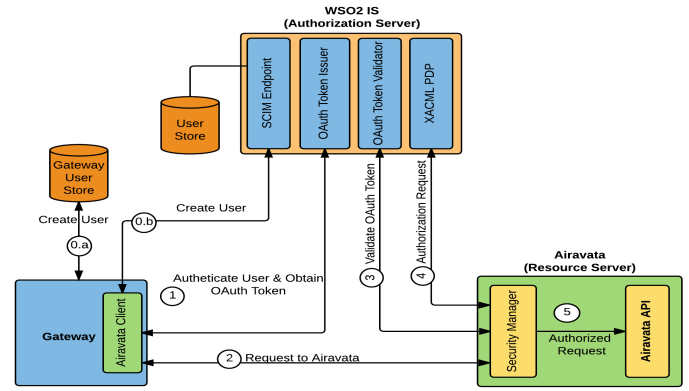 WSO2 IS
(Authorization Server)
SCIM Endpoint
OAuth Token Issuer
OAuth Token Validator
XACML PDP
User
Store
Gateway
User
Store
Create User
0.a
Create User
0.b
Validate OAuth Token
3
Authorization Request
4
Autheticate User & Obtain
OAuth Token
1
Airavata
(Resource Server)
Gateway
Airavata Client
2
Request to Airavata
Security Manager
5
Authorized
Request
Airavata API